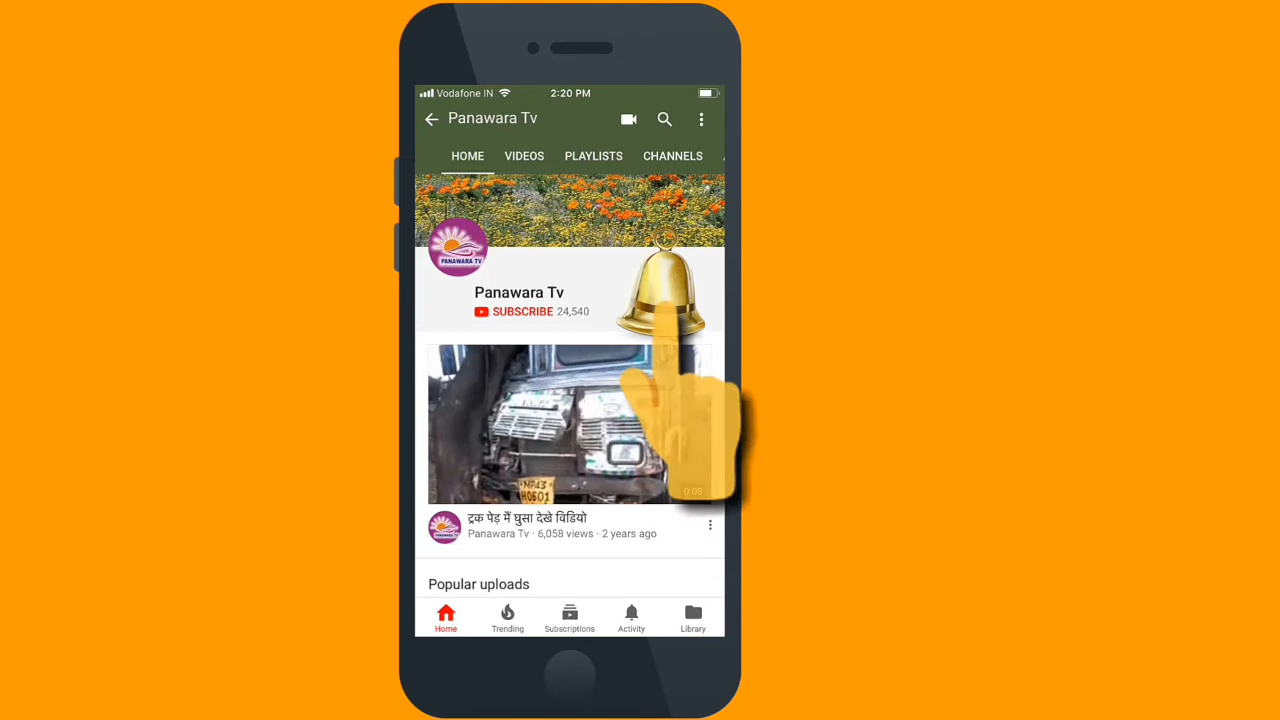 Vodafone IN
2:20 PM
Panawara Tv
HOME VIDEOS PLAYLISTS CHANNELS
PANAWARA TV
Panawara Tv
SUBSCRIBE 24,540
0:08
ट्रक पेड़ मैं घुसा देखे विडियो
Panawara Tv · 6,058 views · 2 years ago
Popular uploads
Home Trending Subscriptions Activity Library